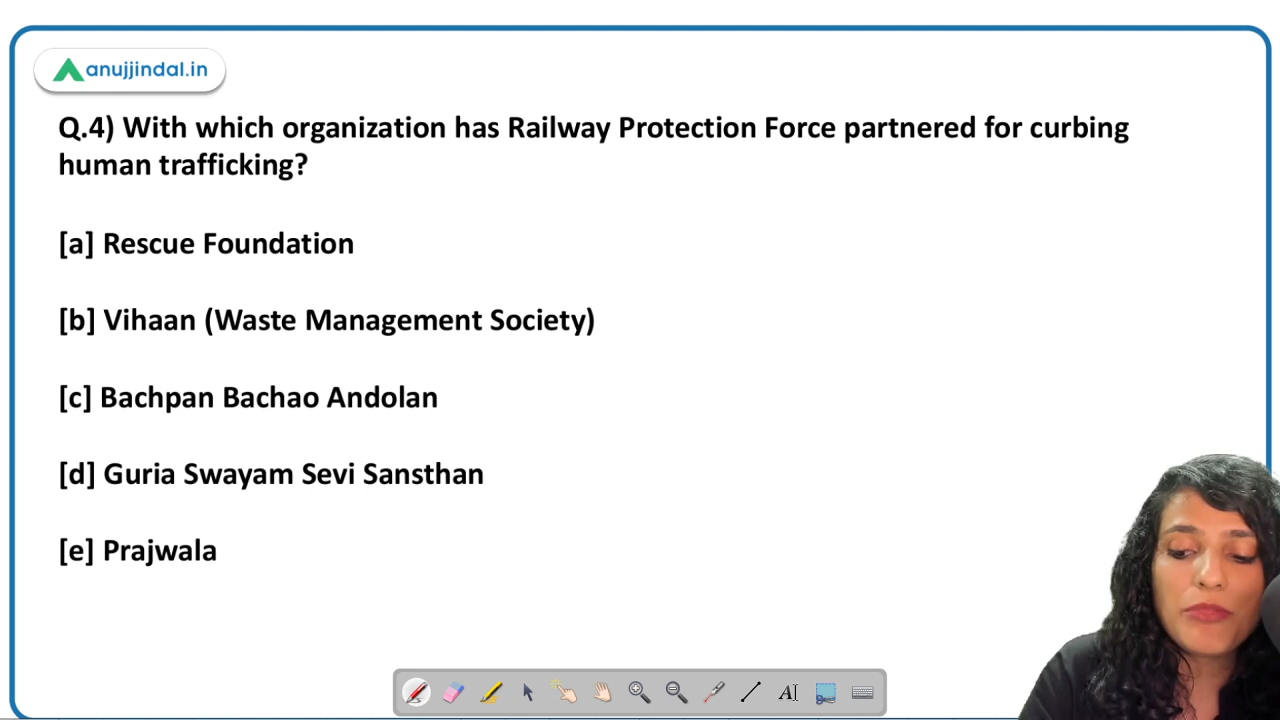 anujjindal.in
Q.4) With which organization has Railway Protection Force partnered for curbing
human trafficking?
[a] Rescue Foundation
[b] Vihaan (Waste Management Society)
[c] Bachpan Bachao Andolan
[d] Guria Swayam Sevi Sansthan
[e] Prajwala